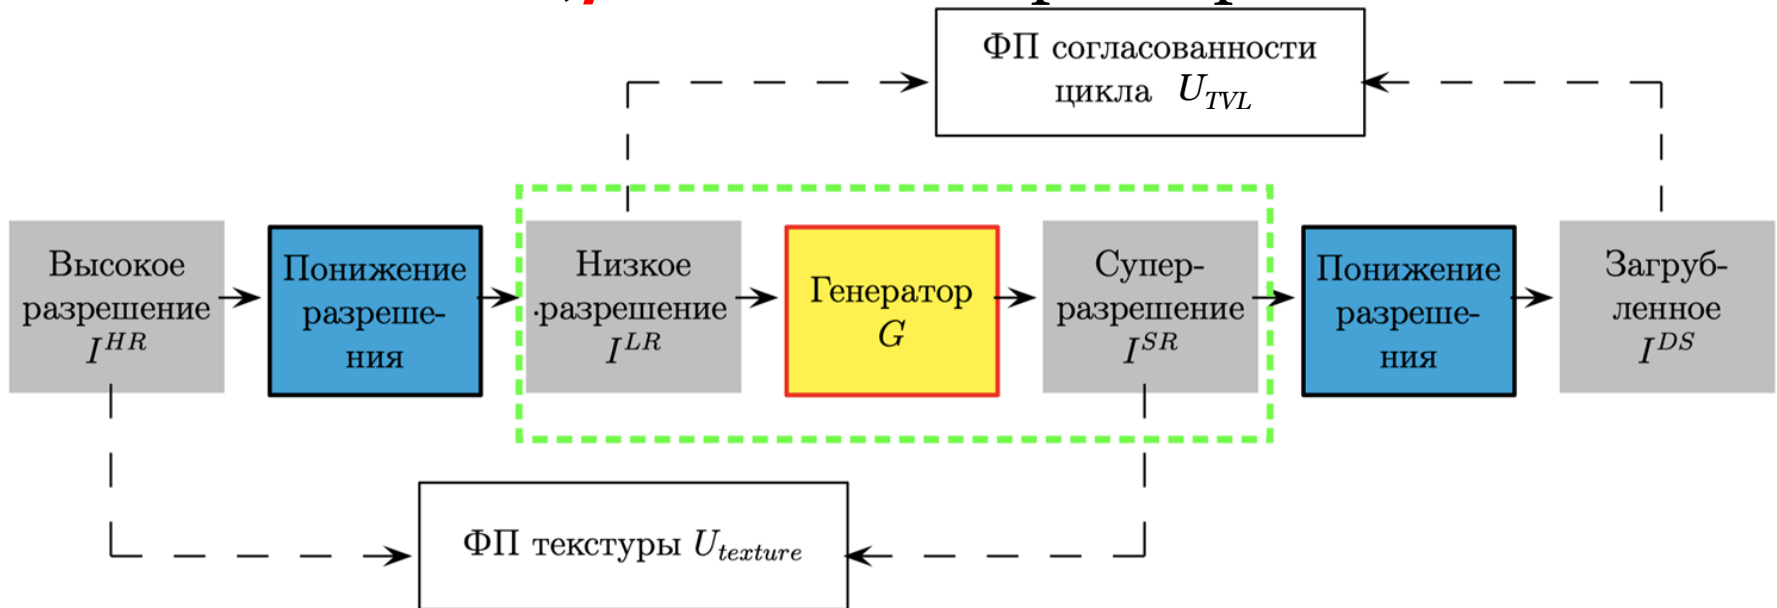 ФП согласованности
цикла U_{TVL}
Высокое
разрешение
I^{HR}
Понижение
разреше-
ния
Низкое
.разрешение
I^{LR}
Генератор
G
Супер-
разрешение
I^{SR}
Понижение
разреше-
ния
Загруб-
ленное
I^{DS}
ФП текстуры U_{texture}